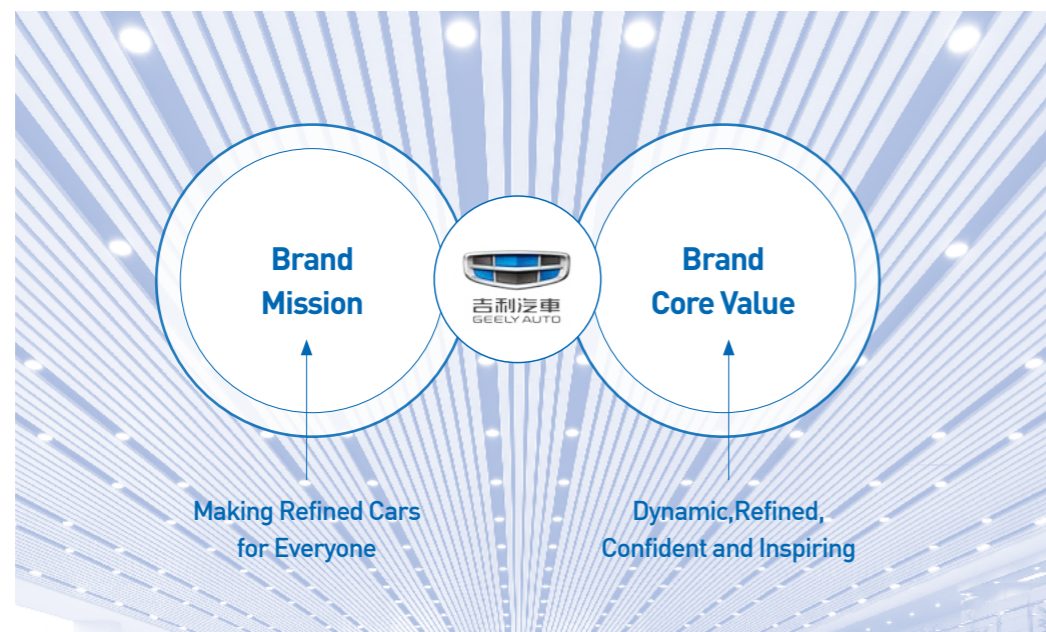 Brand
Mission
吉利汽車
GEELY AUTO
Brand
Core Value
Making Refined Cars
for Everyone
Dynamic,Refined,
Confident and Inspiring